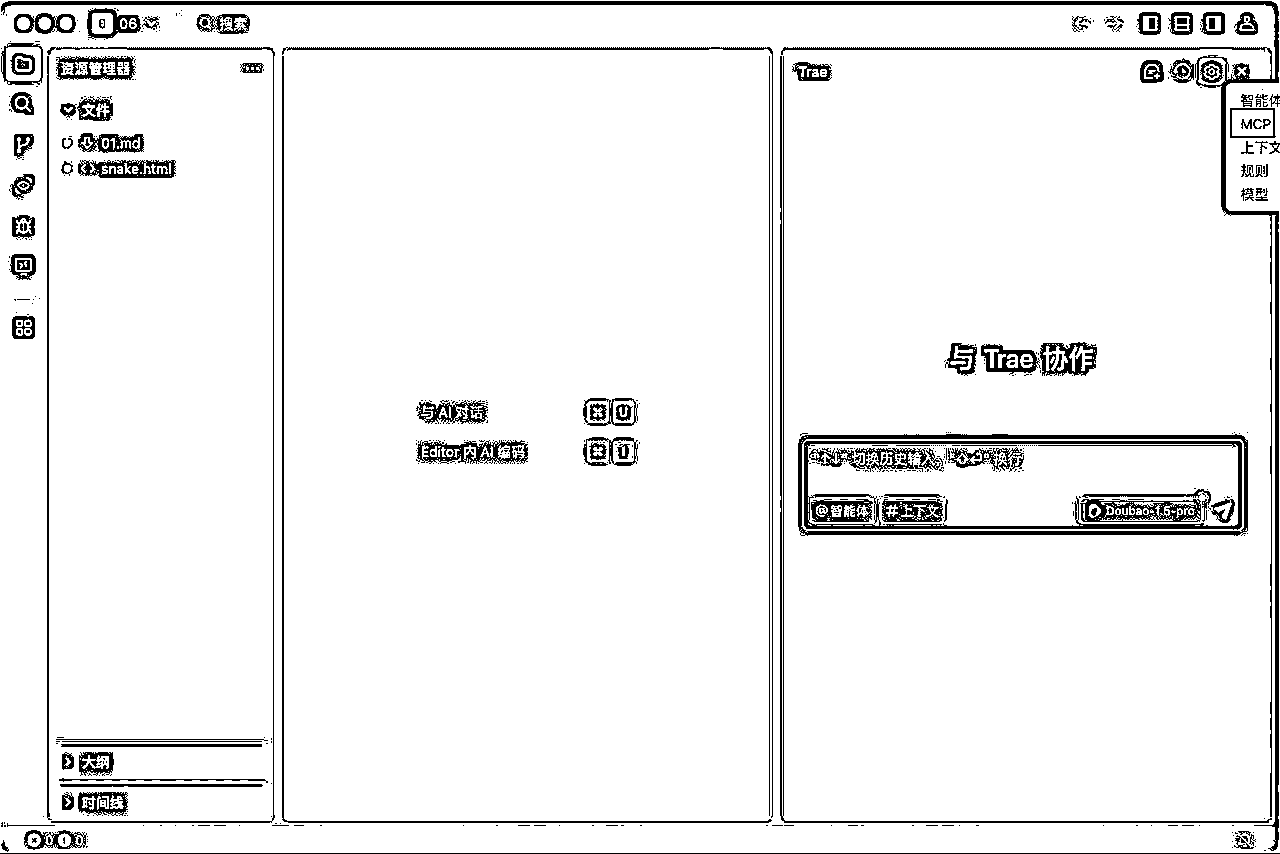 06
搜索
资源管理器
文件
01.md
snake.html
大纲
时间线
与 AI 对话
Editor 内 AI 编码
Trae
智能体
MCP
上下文
规则
模型
与 Trae 协作
切换历史输入, 换行
@智能体 # 上下文 Doubao-1.5-pro
0 0